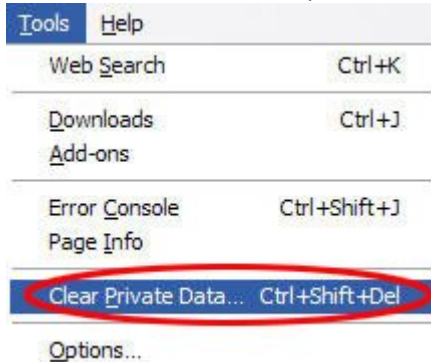 Tools Help
Web Search Ctrl+K
Downloads Ctrl+J
Add-ons
Error Console Ctrl+Shift+J
Page Info
Clear Private Data... Ctrl+Shift+Del
Options...